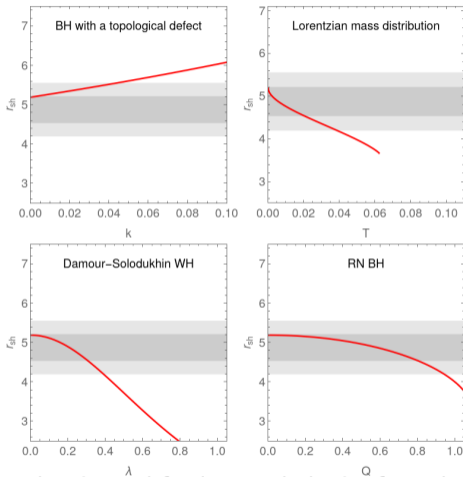 BH with a topological defect
7
6
5
4
3
r_sh
0.00 0.02 0.04 0.06 0.08 0.10
k
Lorentzian mass distribution
7
6
5
4
3
r_sh
0.00 0.02 0.04 0.06 0.08 0.10
T
Damour–Solodukhin WH
7
6
5
4
3
r_sh
0.0 0.2 0.4 0.6 0.8 1.0
λ
RN BH
7
6
5
4
3
r_sh
0.0 0.2 0.4 0.6 0.8 1.0
Q